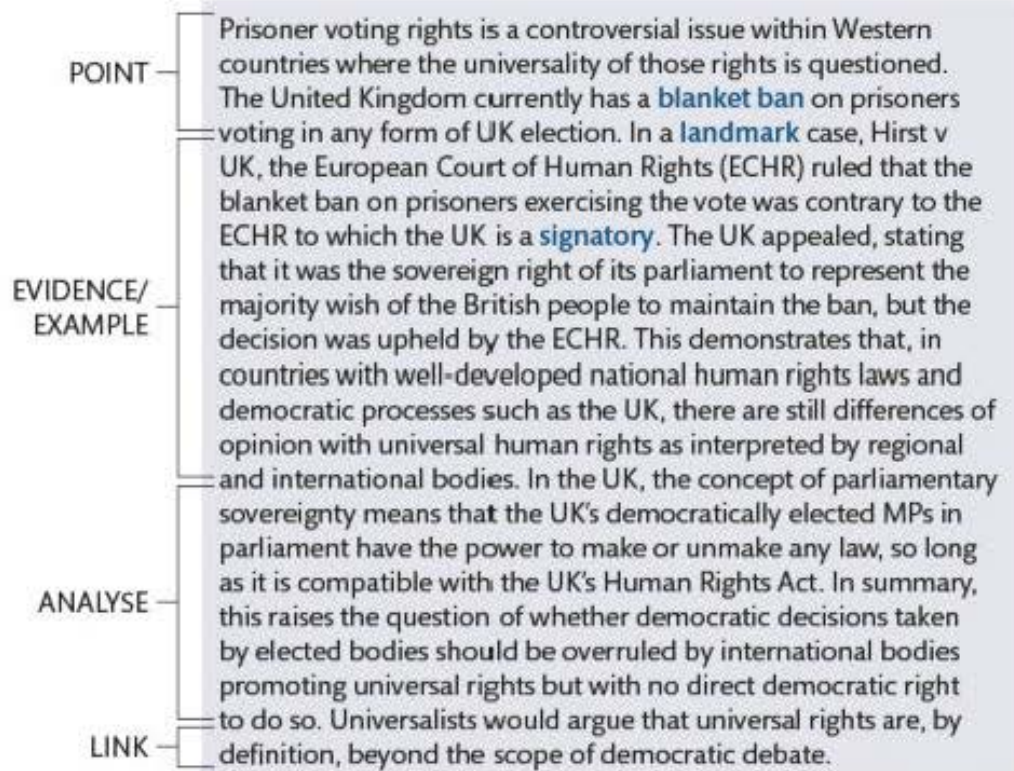 POINT
Prisoner voting rights is a controversial issue within Western
countries where the universality of those rights is questioned.
The United Kingdom currently has a blanket ban on prisoners
voting in any form of UK election. In a landmark case, Hirst v
EVIDENCE/
EXAMPLE
UK, the European Court of Human Rights (ECHR) ruled that the
blanket ban on prisoners exercising the vote was contrary to the
ECHR to which the UK is a signatory. The UK appealed, stating
that it was the sovereign right of its parliament to represent the
majority wish of the British people to maintain the ban, but the
decision was upheld by the ECHR. This demonstrates that, in
countries with well-developed national human rights laws and
democratic processes such as the UK, there are still differences of
opinion with universal human rights as interpreted by regional
and international bodies. In the UK, the concept of parliamentary
ANALYSE
sovereignty means that the UK's democratically elected MPs in
parliament have the power to make or unmake any law, so long
as it is compatible with the UK's Human Rights Act. In summary,
this raises the question of whether democratic decisions taken
by elected bodies should be overruled by international bodies
promoting universal rights but with no direct democratic right
to do so. Universalists would argue that universal rights are, by
LINK
definition, beyond the scope of democratic debate.